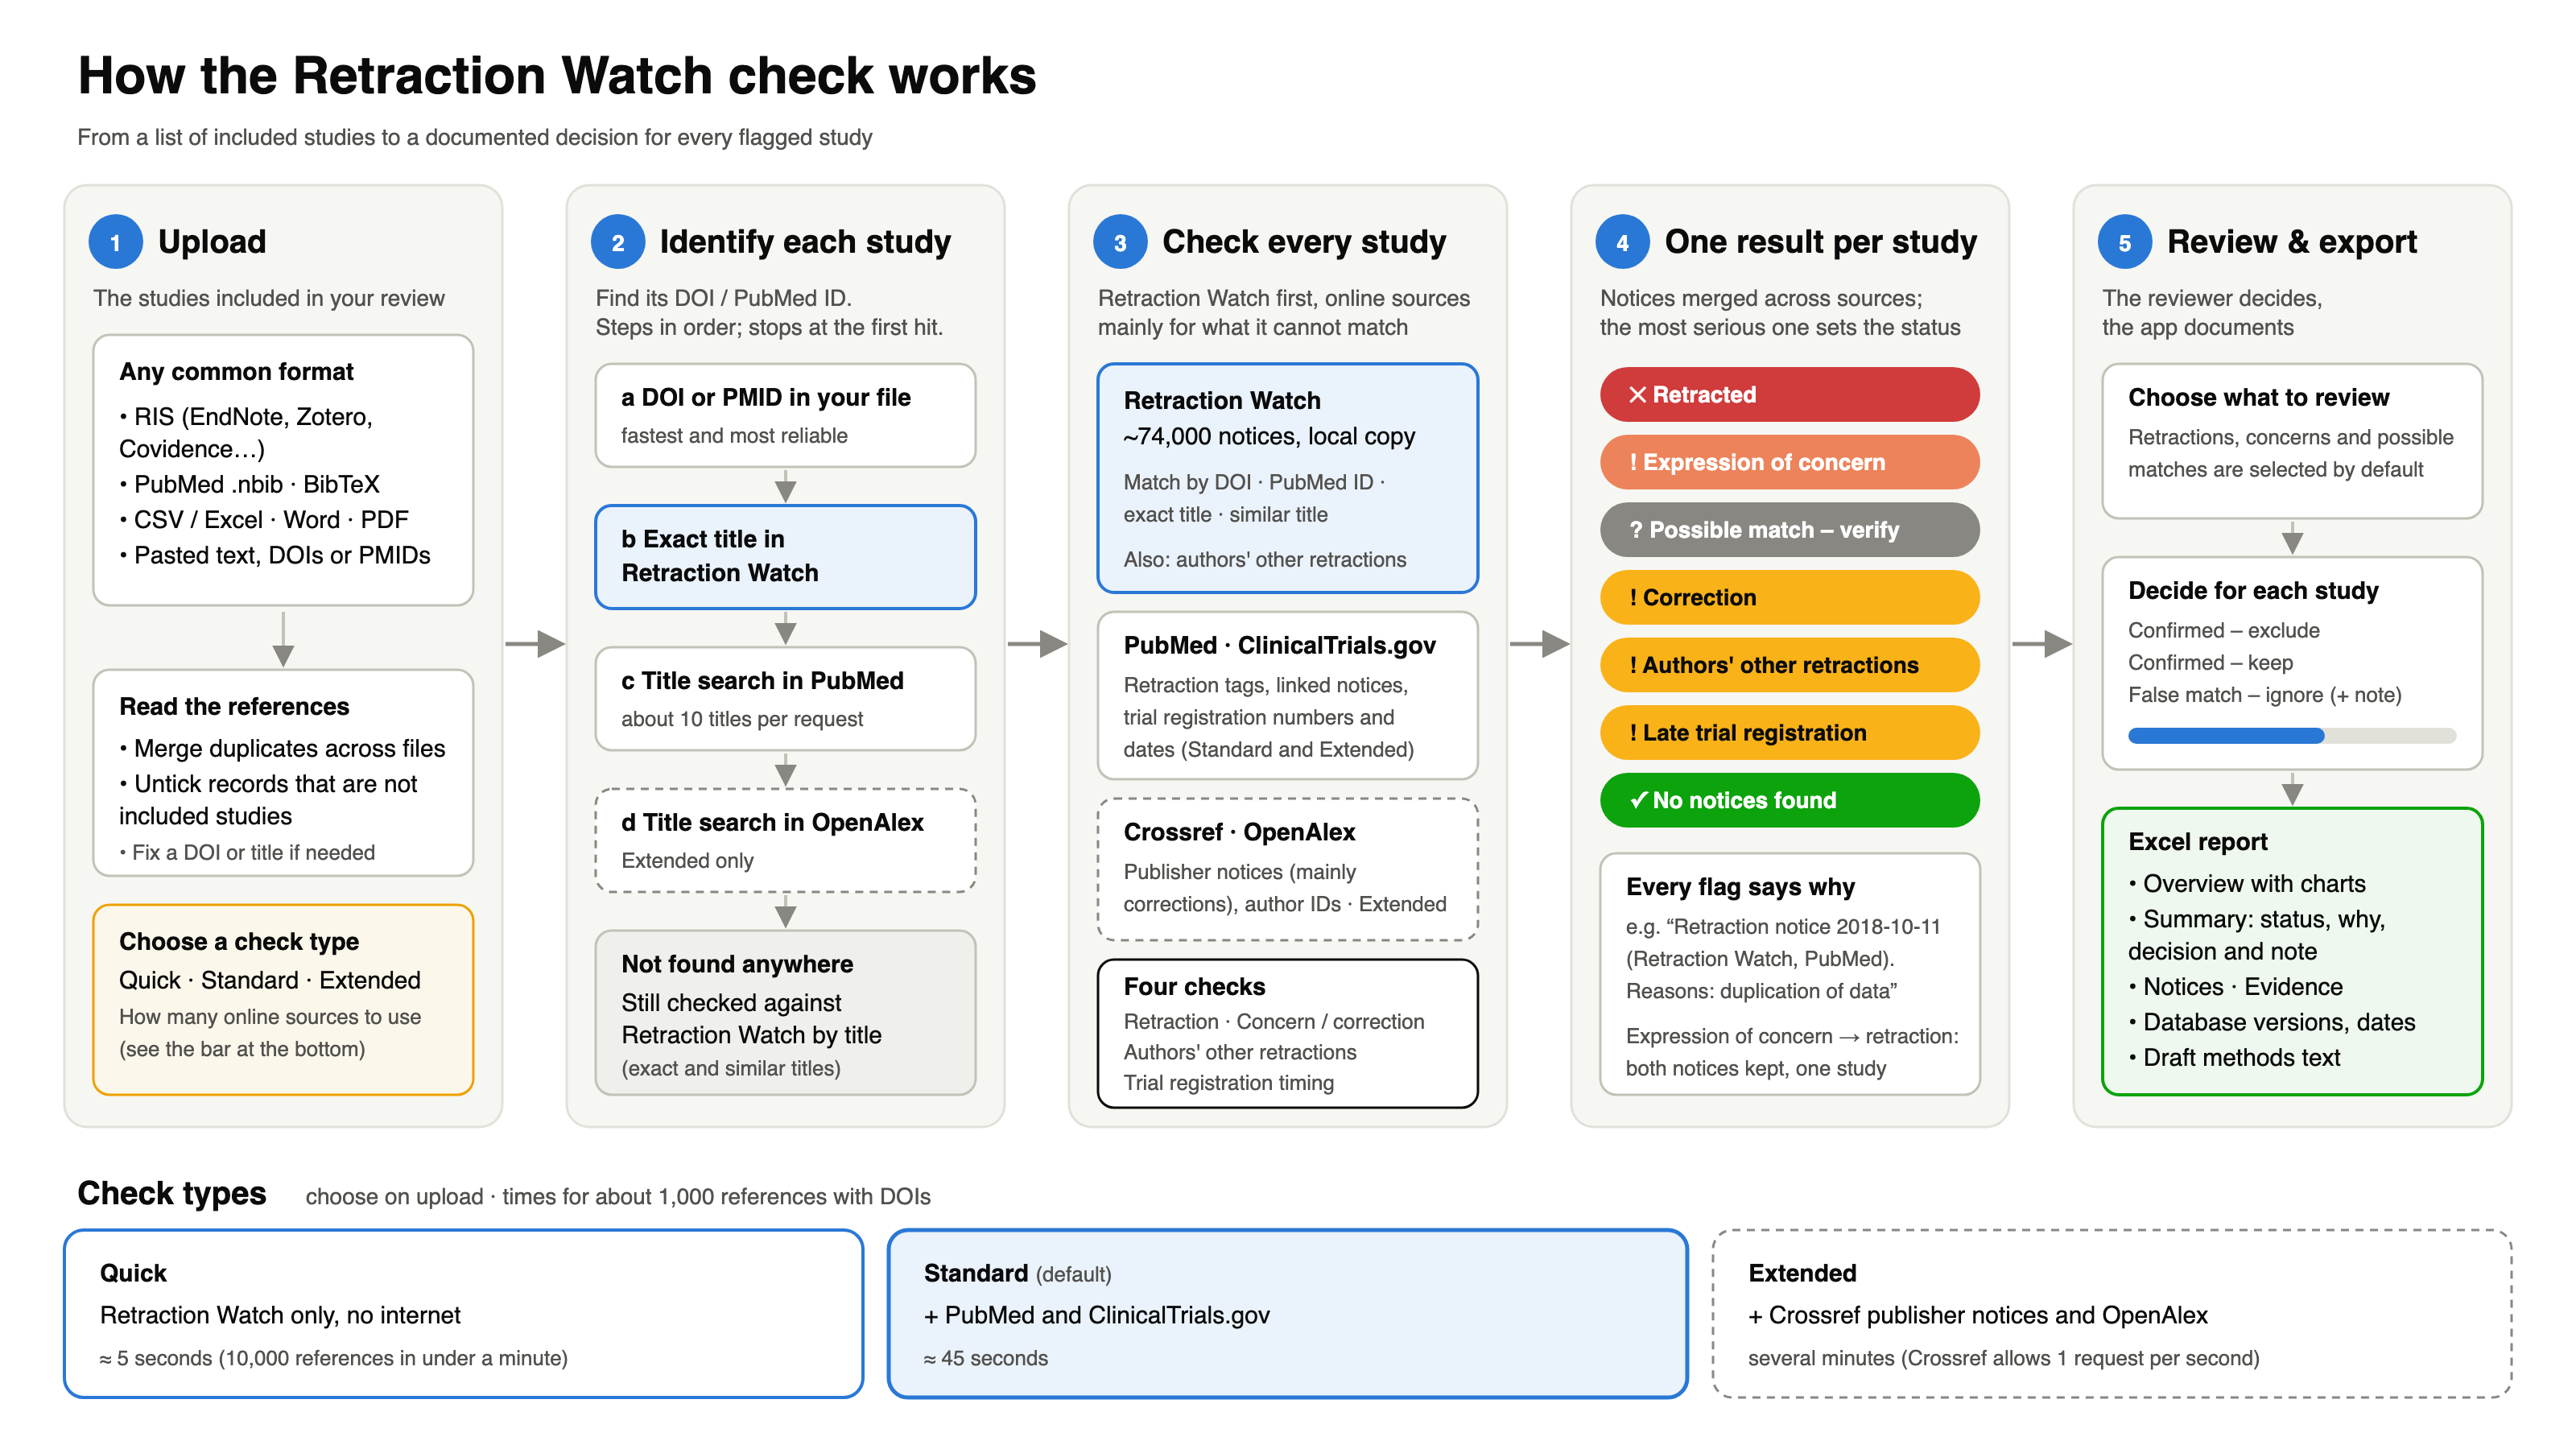 How the Retraction Watch check works
From a list of included studies to a documented decision for every flagged study
1 Upload
The studies included in your review
Any common format
• RIS (EndNote, Zotero,
Covidence…)
• PubMed .nbib · BibTeX
• CSV / Excel · Word · PDF
• Pasted text, DOIs or PMIDs
Read the references
• Merge duplicates across files
• Untick records that are not
included studies
• Fix a DOI or title if needed
Choose a check type
Quick · Standard · Extended
How many online sources to use
(see the bar at the bottom)
2 Identify each study
Find its DOI / PubMed ID.
Steps in order; stops at the first hit.
a DOI or PMID in your file
fastest and most reliable
b Exact title in
Retraction Watch
c Title search in PubMed
about 10 titles per request
d Title search in OpenAlex
Extended only
Not found anywhere
Still checked against
Retraction Watch by title
(exact and similar titles)
3 Check every study
Retraction Watch first, online sources
mainly for what it cannot match
Retraction Watch
~74,000 notices, local copy
Match by DOI · PubMed ID ·
exact title · similar title
Also: authors' other retractions
PubMed · ClinicalTrials.gov
Retraction tags, linked notices,
trial registration numbers and
dates (Standard and Extended)
Crossref · OpenAlex
Publisher notices (mainly
corrections), author IDs · Extended
Four checks
Retraction · Concern / correction
Authors' other retractions
Trial registration timing
4 One result per study
Notices merged across sources;
the most serious one sets the status
✕ Retracted
! Expression of concern
? Possible match – verify
! Correction
! Authors' other retractions
! Late trial registration
✓ No notices found
Every flag says why
e.g. “Retraction notice 2018-10-11
(Retraction Watch, PubMed).
Reasons: duplication of data”
Expression of concern → retraction:
both notices kept, one study
5 Review & export
The reviewer decides,
the app documents
Choose what to review
Retractions, concerns and possible
matches are selected by default
Decide for each study
Confirmed – exclude
Confirmed – keep
False match – ignore (+ note)
Excel report
• Overview with charts
• Summary: status, why,
decision and note
• Notices · Evidence
• Database versions, dates
• Draft methods text
Check types choose on upload · times for about 1,000 references with DOIs
Quick
Retraction Watch only, no internet
≈ 5 seconds (10,000 references in under a minute)
Standard (default)
+ PubMed and ClinicalTrials.gov
≈ 45 seconds
Extended
+ Crossref publisher notices and OpenAlex
several minutes (Crossref allows 1 request per second)